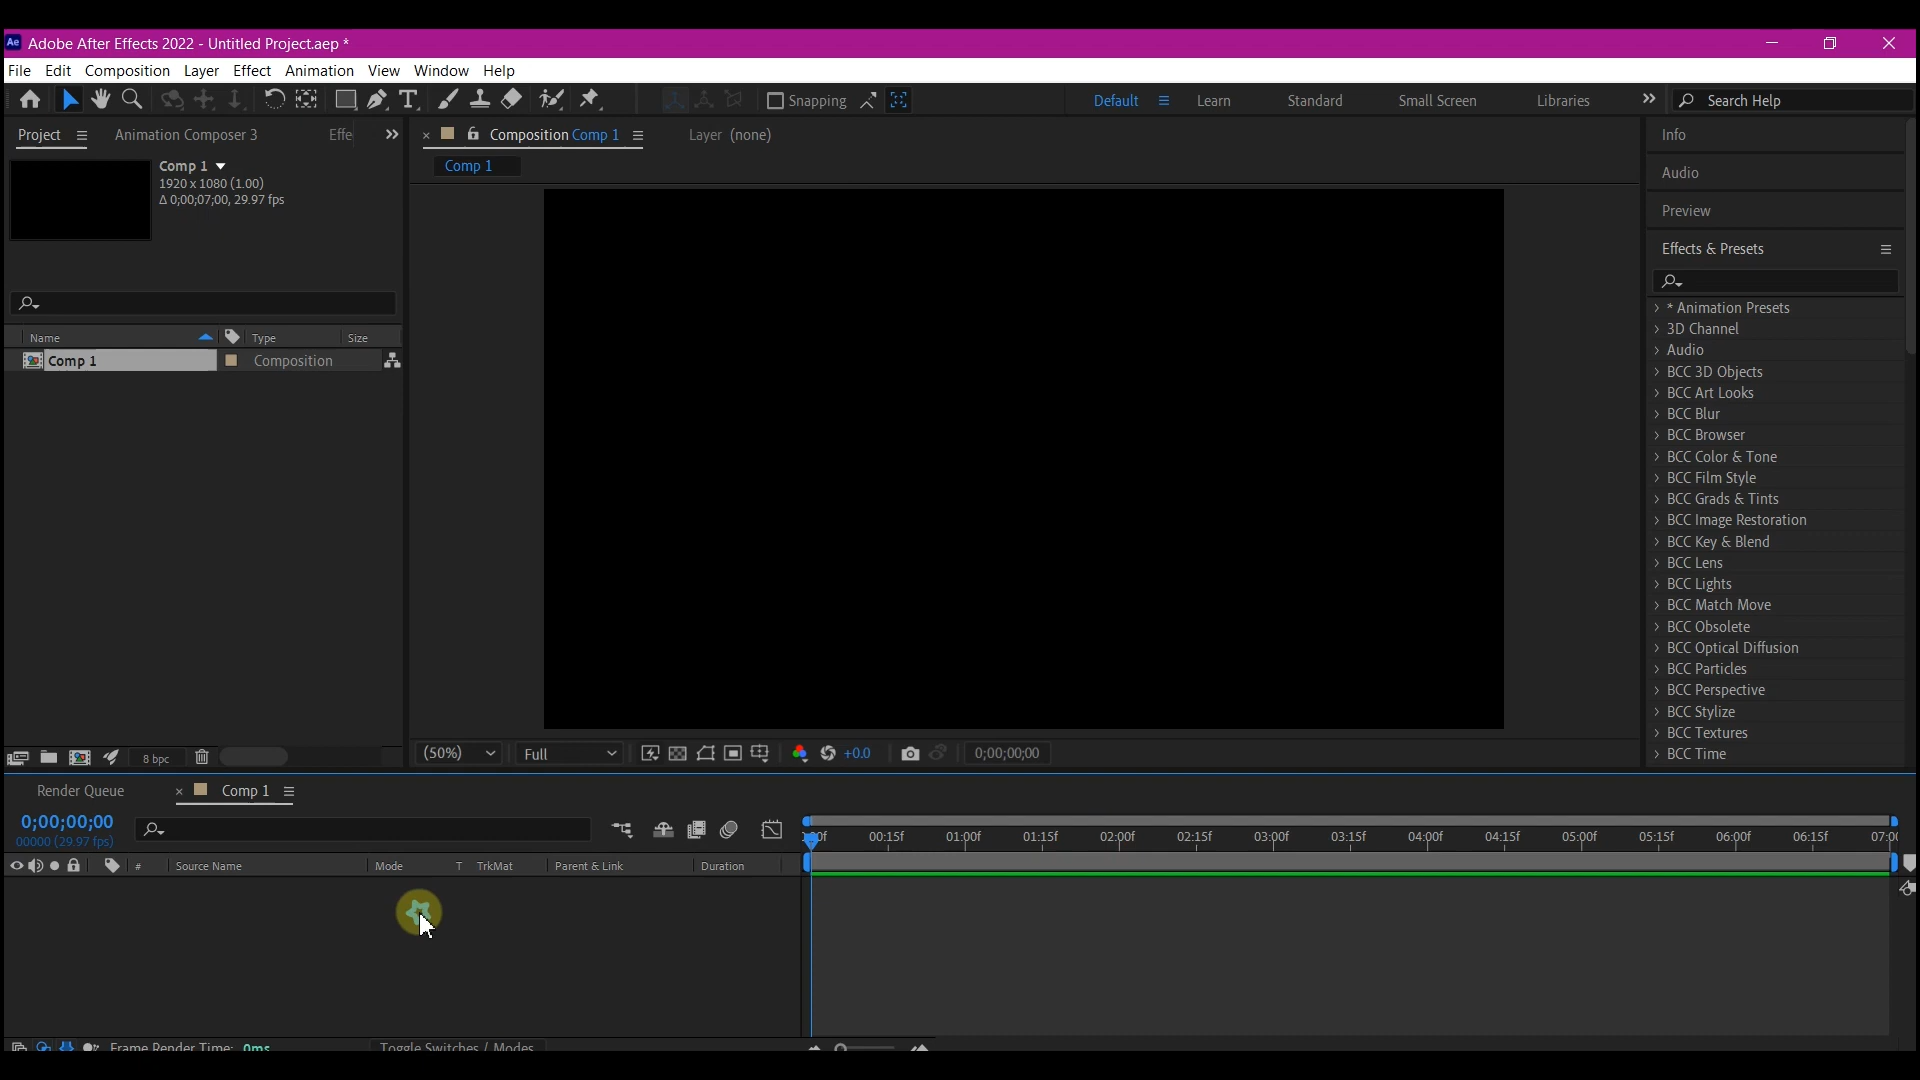 Ae Adobe After Effects 2022 - Untitled Project.aep *
File Edit Composition Layer Effect Animation View Window Help
Snapping Default Learn Standard Small Screen Libraries Search Help
Project Animation Composer 3 Effe
Composition Comp 1 Layer (none)
Comp 1
Comp 1
1920 x 1080 (1.00)
Δ 0;00;07;00, 29.97 fps
Name Type Size
Comp 1 Composition
8 bpc
(50%) Full +0.0 0;00;00;00
Info
Audio
Preview
Effects & Presets
* Animation Presets
3D Channel
Audio
BCC 3D Objects
BCC Art Looks
BCC Blur
BCC Browser
BCC Color & Tone
BCC Film Style
BCC Grads & Tints
BCC Image Restoration
BCC Key & Blend
BCC Lens
BCC Lights
BCC Match Move
BCC Obsolete
BCC Optical Diffusion
BCC Particles
BCC Perspective
BCC Stylize
BCC Textures
BCC Time
Render Queue Comp 1
0;00;00;00
00000 (29.97 fps)
00:15f 01:00f 01:15f 02:00f 02:15f 03:00f 03:15f 04:00f 04:15f 05:00f 05:15f 06:00f 06:15f
# Source Name Mode T TrkMat Parent & Link Duration
Frame Render Time: 0ms Toggle Switches / Modes